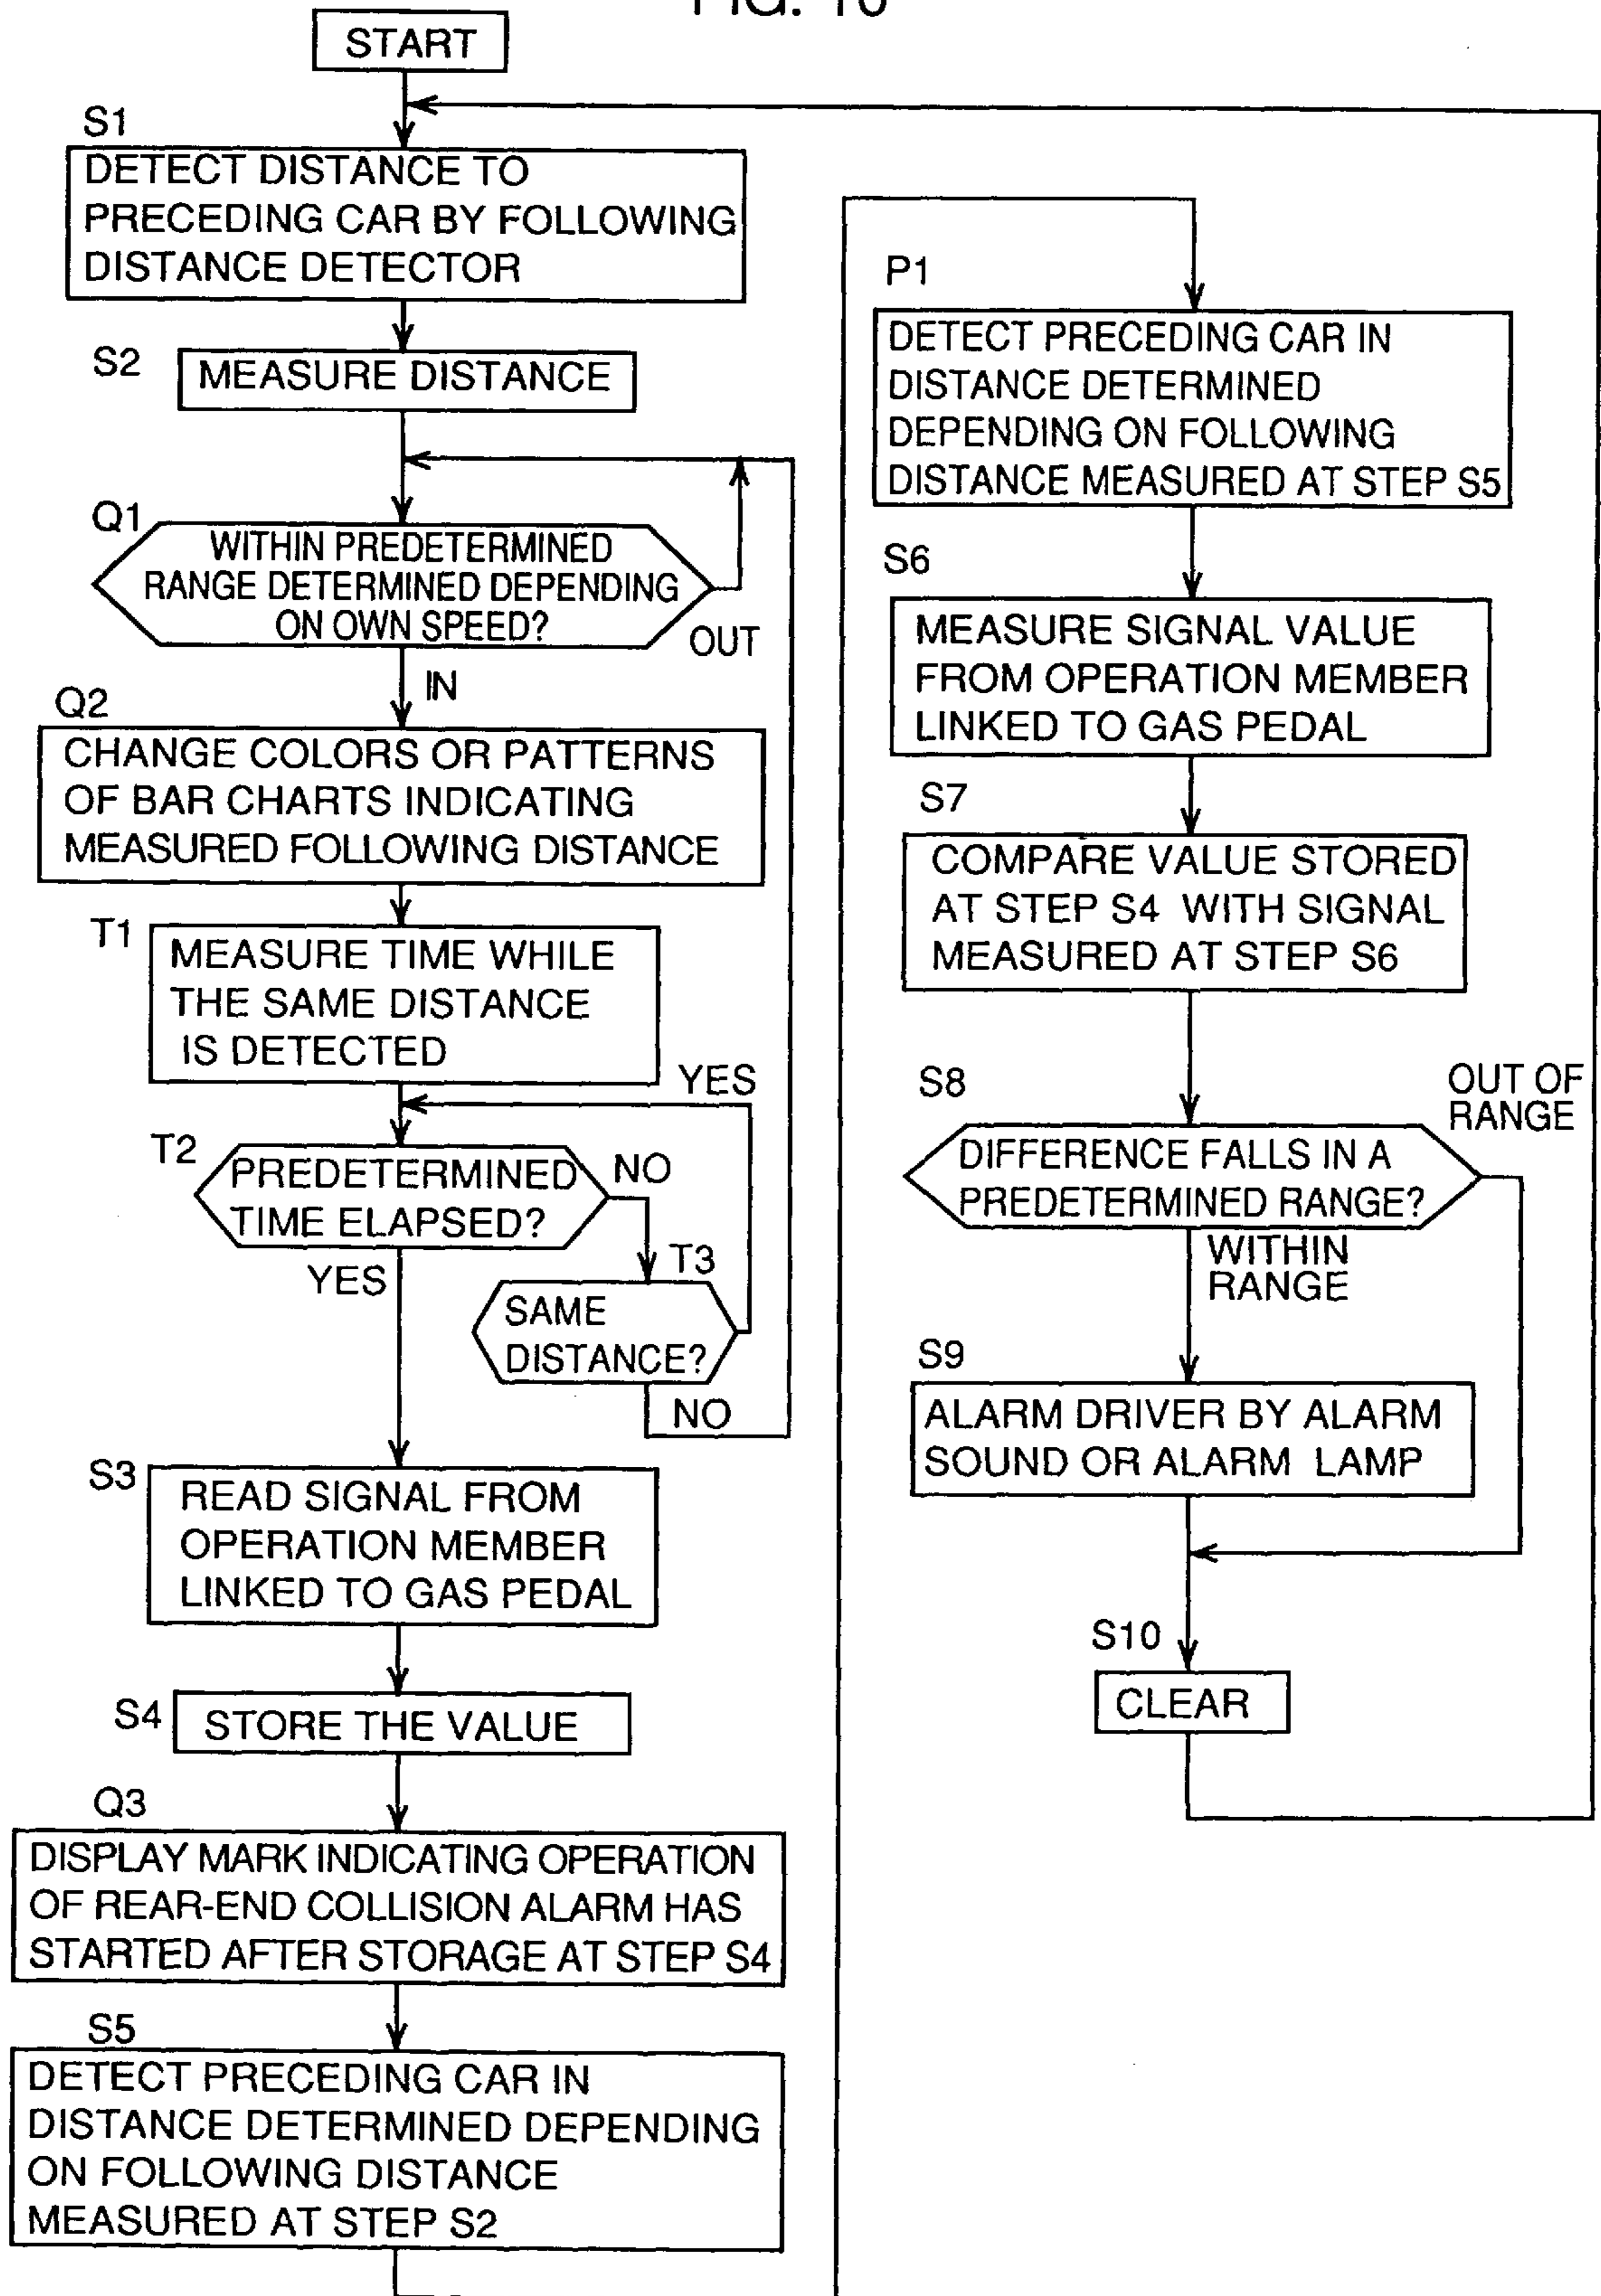 FIG. 10
START
S1
DETECT DISTANCE TO
PRECEDING CAR BY FOLLOWING
DISTANCE DETECTOR
S2
MEASURE DISTANCE
Q1
WITHIN PREDETERMINED
RANGE DETERMINED DEPENDING
ON OWN SPEED?
OUT
IN
Q2
CHANGE COLORS OR PATTERNS
OF BAR CHARTS INDICATING
MEASURED FOLLOWING DISTANCE
T1
MEASURE TIME WHILE
THE SAME DISTANCE
IS DETECTED
YES
T2
PREDETERMINED
TIME ELAPSED?
NO
YES
T3
SAME
DISTANCE?
NO
S3
READ SIGNAL FROM
OPERATION MEMBER
LINKED TO GAS PEDAL
S4
STORE THE VALUE
Q3
DISPLAY MARK INDICATING OPERATION
OF REAR-END COLLISION ALARM HAS
STARTED AFTER STORAGE AT STEP S4
S5
DETECT PRECEDING CAR IN
DISTANCE DETERMINED DEPENDING
ON FOLLOWING DISTANCE
MEASURED AT STEP S2
P1
DETECT PRECEDING CAR IN
DISTANCE DETERMINED
DEPENDING ON FOLLOWING
DISTANCE MEASURED AT STEP S5
S6
MEASURE SIGNAL VALUE
FROM OPERATION MEMBER
LINKED TO GAS PEDAL
S7
COMPARE VALUE STORED
AT STEP S4 WITH SIGNAL
MEASURED AT STEP S6
S8
OUT OF
RANGE
DIFFERENCE FALLS IN A
PREDETERMINED RANGE?
WITHIN
RANGE
S9
ALARM DRIVER BY ALARM
SOUND OR ALARM LAMP
S10
CLEAR